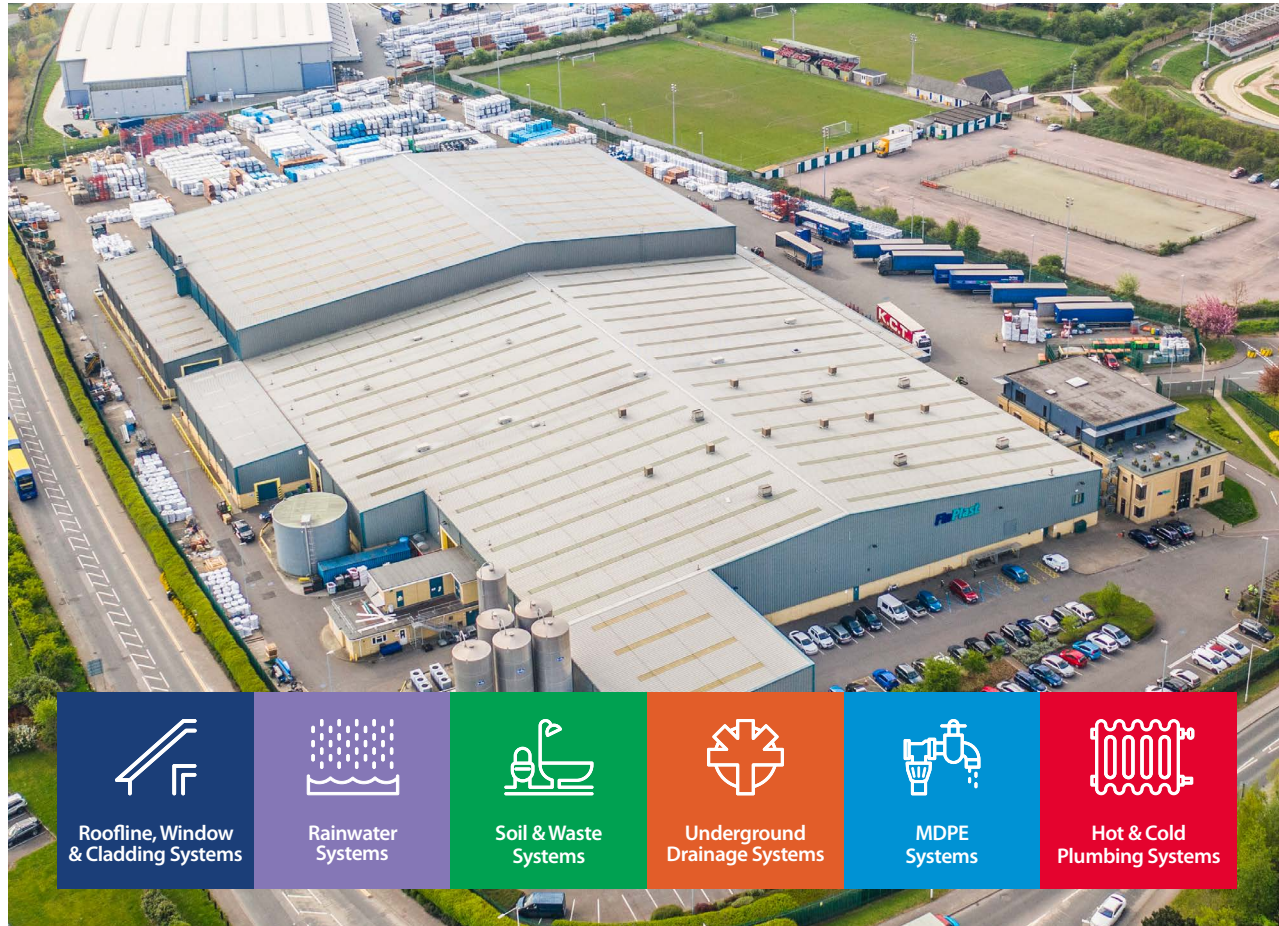 K.C.T.
FloPlast
Roofline, Window
& Cladding Systems
Rainwater
Systems
Soil & Waste
Systems
Underground
Drainage Systems
MDPE
Systems
Hot & Cold
Plumbing Systems